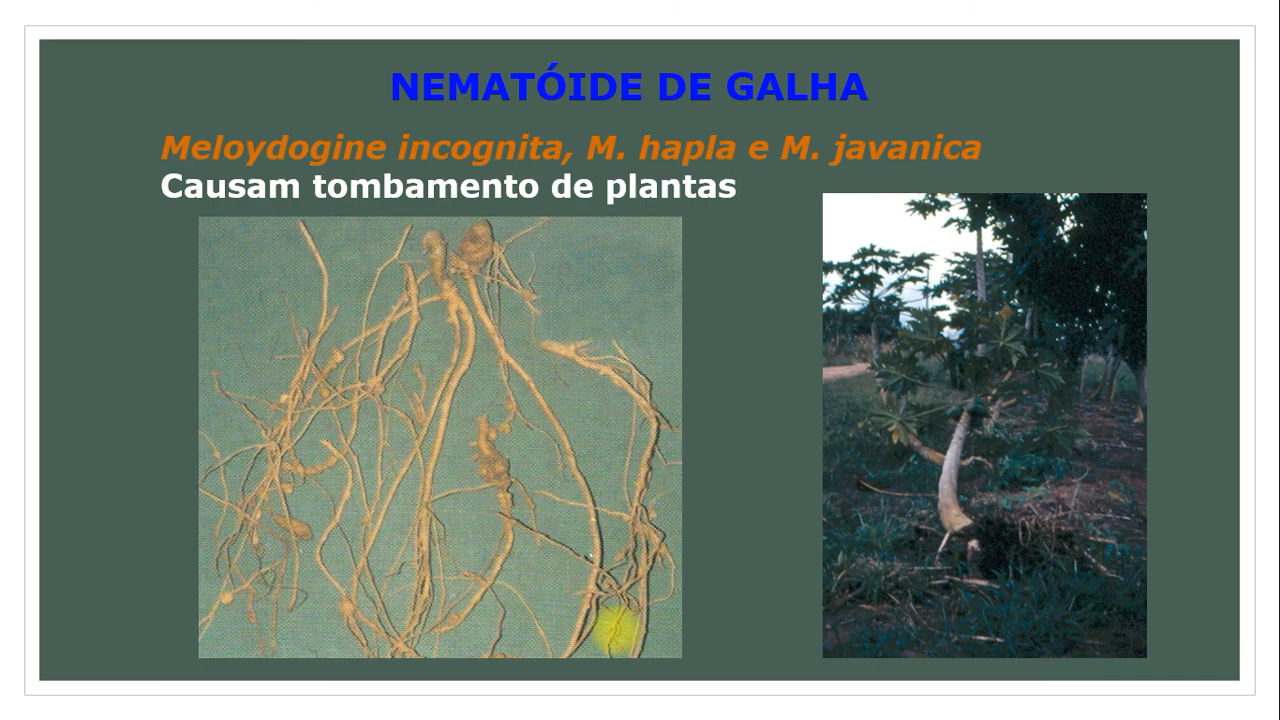 NEMATÓIDE DE GALHA
Meloydogine incognita, M. hapla e M. javanica
Causam tombamento de plantas